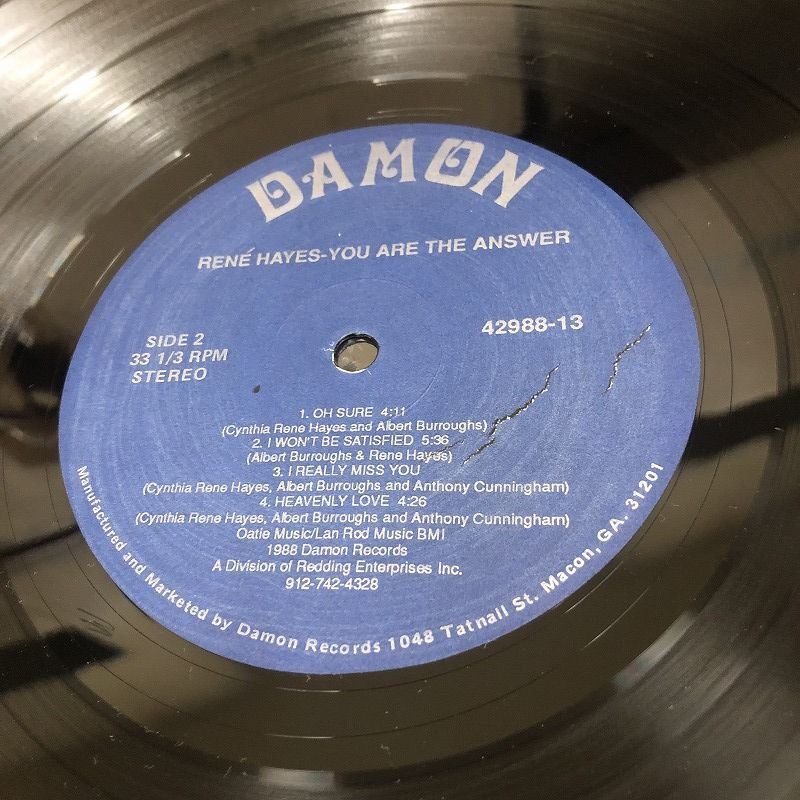 DAMON
RENÉ HAYES-YOU ARE THE ANSWER
SIDE 2
33 1/3 RPM
STEREO
42988-13
1. OH SURE 4:11
(Cynthia Rene Hayes and Albert Burroughs)
2. I WON'T BE SATISFIED 5:36
(Albert Burroughs & Rene Hayes)
3. I REALLY MISS YOU
(Cynthia Rene Hayes, Albert Burroughs and Anthony Cunningham)
4. HEAVENLY LOVE 4:26
(Cynthia Rene Hayes, Albert Burroughs and Anthony Cunningham)
Oatie Music/Lan Rod Music BMI
1988 Damon Records
A Division of Redding Enterprises Inc.
912-742-4328
Manufactured and Marketed by Damon Records 1048 Tatnall St. Macon, GA. 31201